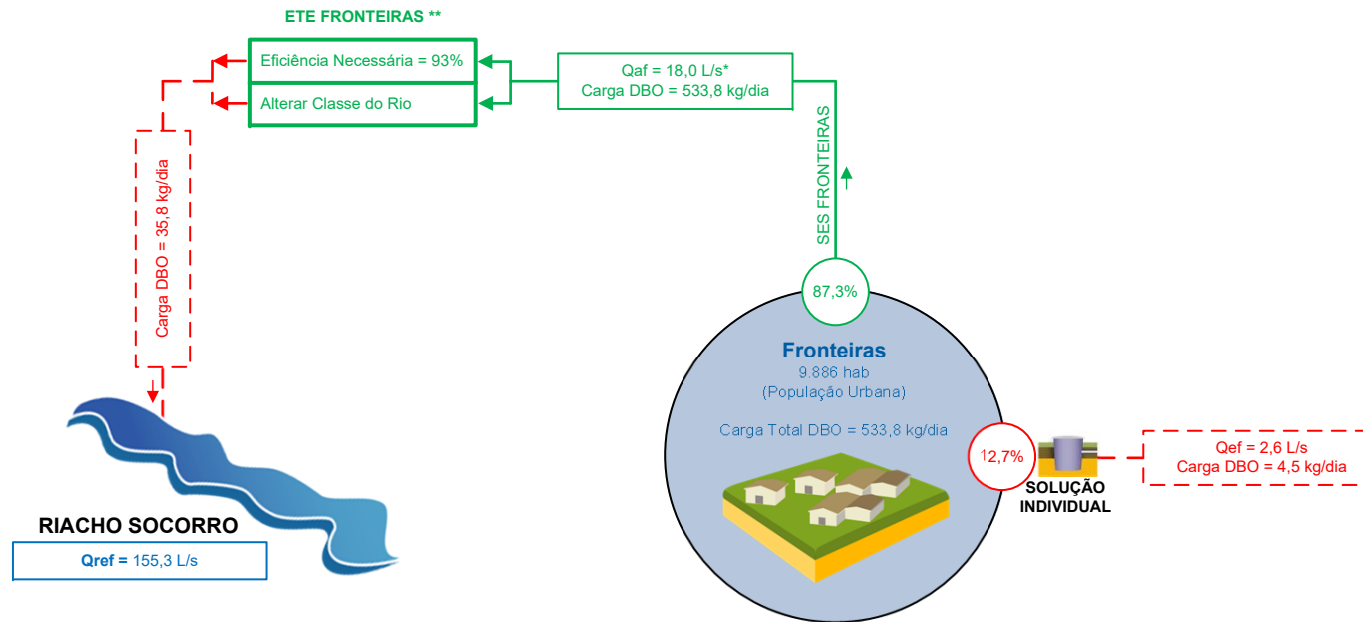 ETE FRONTEIRAS **
Eficiência Necessária = 93%
Alterar Classe do Rio
Qaf = 18,0 L/s*
Carga DBO = 533,8 kg/dia
Carga DBO = 35,8 kg/dia
SES FRONTEIRAS
87,3%
Fronteiras
9.886 hab
(População Urbana)
Carga Total DBO = 533,8 kg/dia
12,7%
SOLUÇÃO
INDIVIDUAL
Qef = 2,6 L/s
Carga DBO = 4,5 kg/dia
RIACHO SOCORRO
Qref = 155,3 L/s